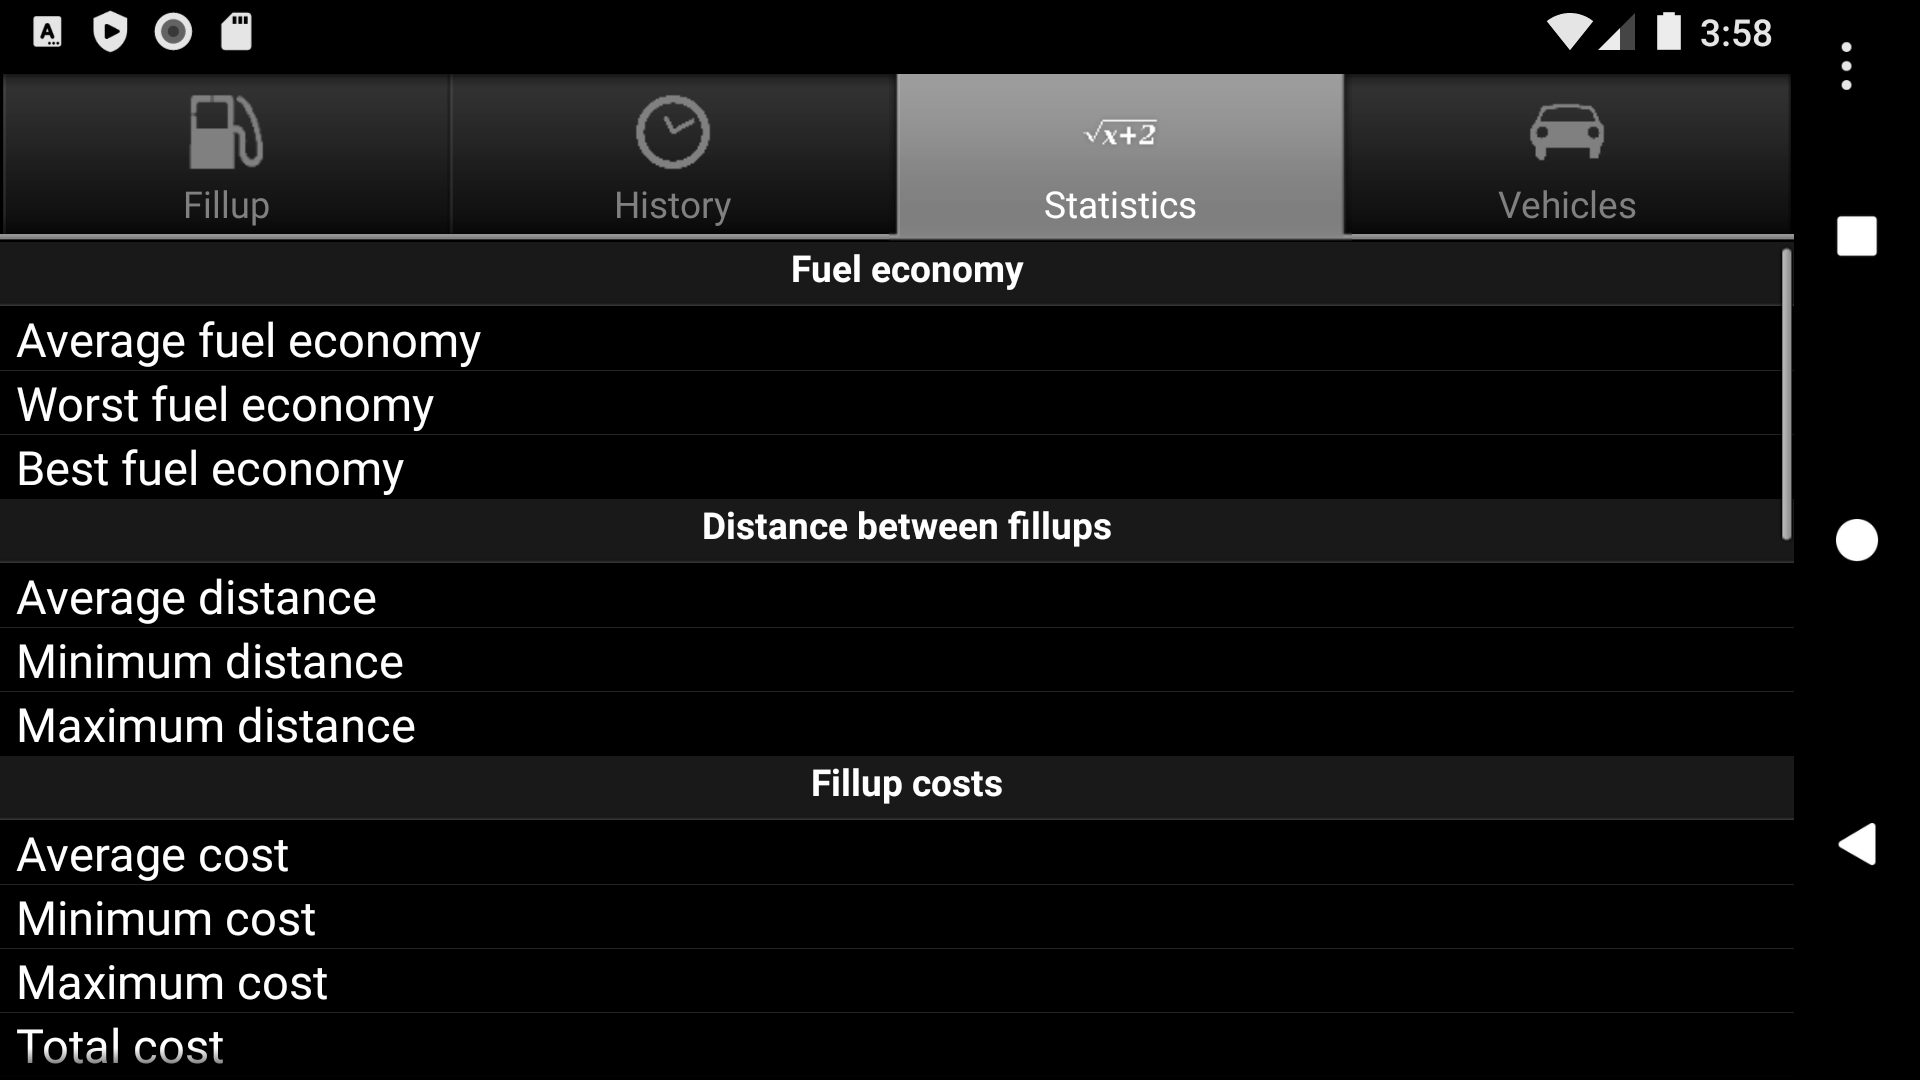 3:58
√x+2
Fillup
History
Statistics
Vehicles
Fuel economy
Average fuel economy
Worst fuel economy
Best fuel economy
Distance between fillups
Average distance
Minimum distance
Maximum distance
Fillup costs
Average cost
Minimum cost
Maximum cost
Total cost